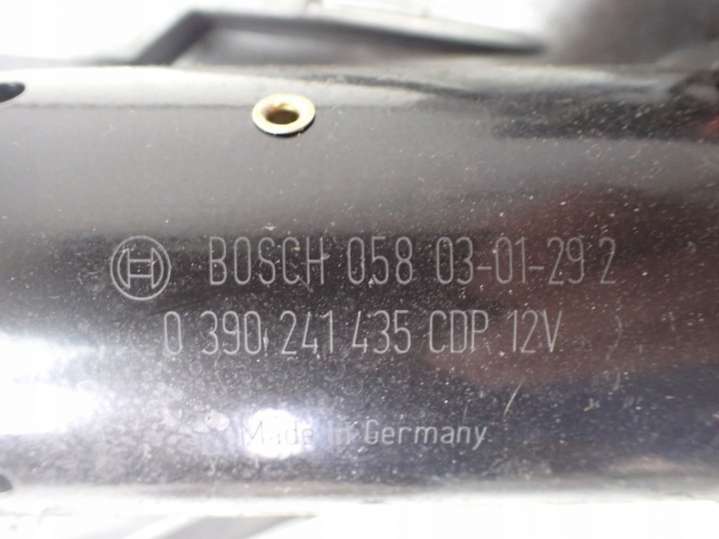 BOSCH 058 03-01-29 2
0 390 241 435 CDP 12V
Made in Germany